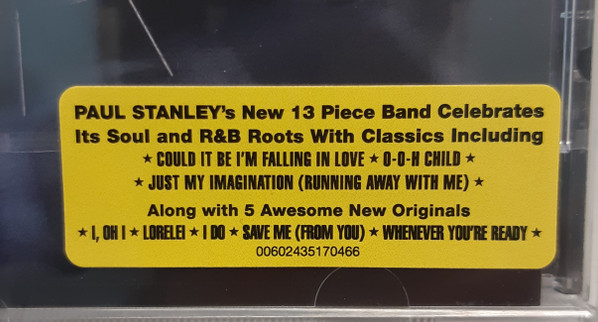 PAUL STANLEY's New 13 Piece Band Celebrates
Its Soul and R&B Roots With Classics Including
★ COULD IT BE I'M FALLING IN LOVE ★ O-O-H CHILD ★
★ JUST MY IMAGINATION (RUNNING AWAY WITH ME) ★
Along with 5 Awesome New Originals
★ I, OH I ★ LORELEI ★ I DO ★ SAVE ME (FROM YOU) ★ WHENEVER YOU'RE READY ★
00602435170466